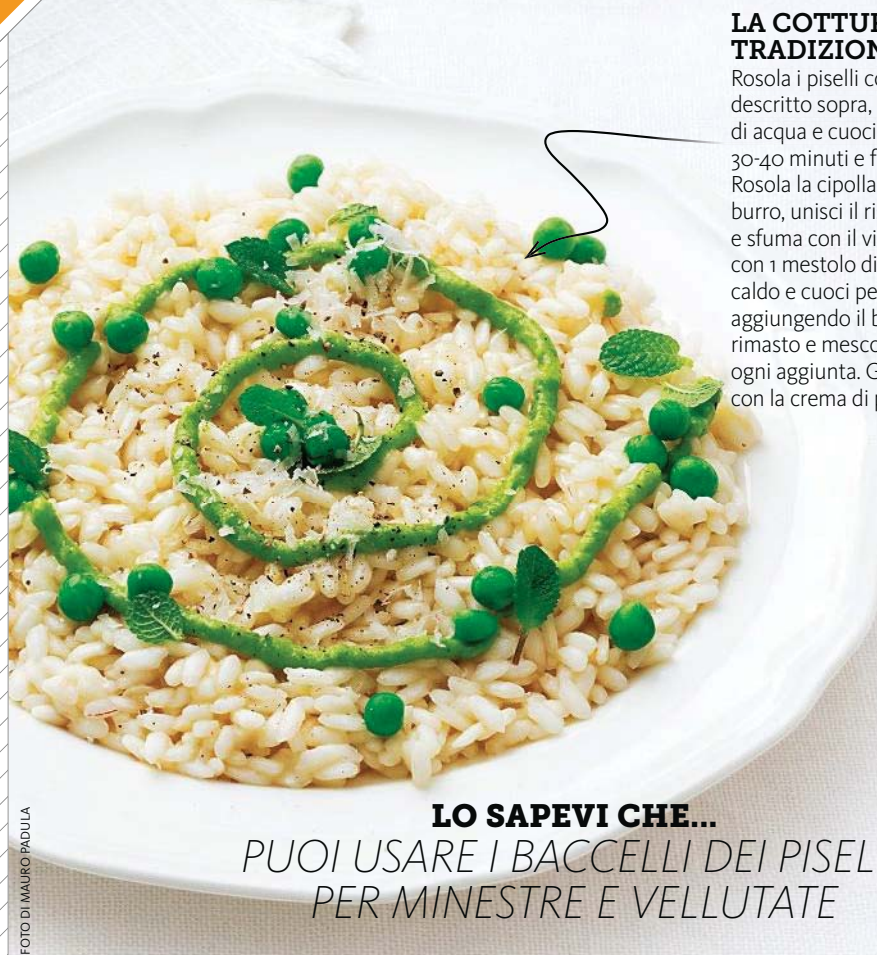 LA COTTUR
TRADIZION
Rosola i piselli co
descritto sopra,
di acqua e cuoci
30-40 minuti e f
Rosola la cipolla
burro, unisci il ri
e sfuma con il vi
con 1 mestolo di
caldo e cuoci pe
aggiungendo il b
rimasto e mesco
ogni aggiunta. G
con la crema di p
LO SAPEVI CHE...
PUOI USARE I BACCELLI DEI PISEL
PER MINESTRE E VELLUTATE
FOTO DI MAURO PADULA